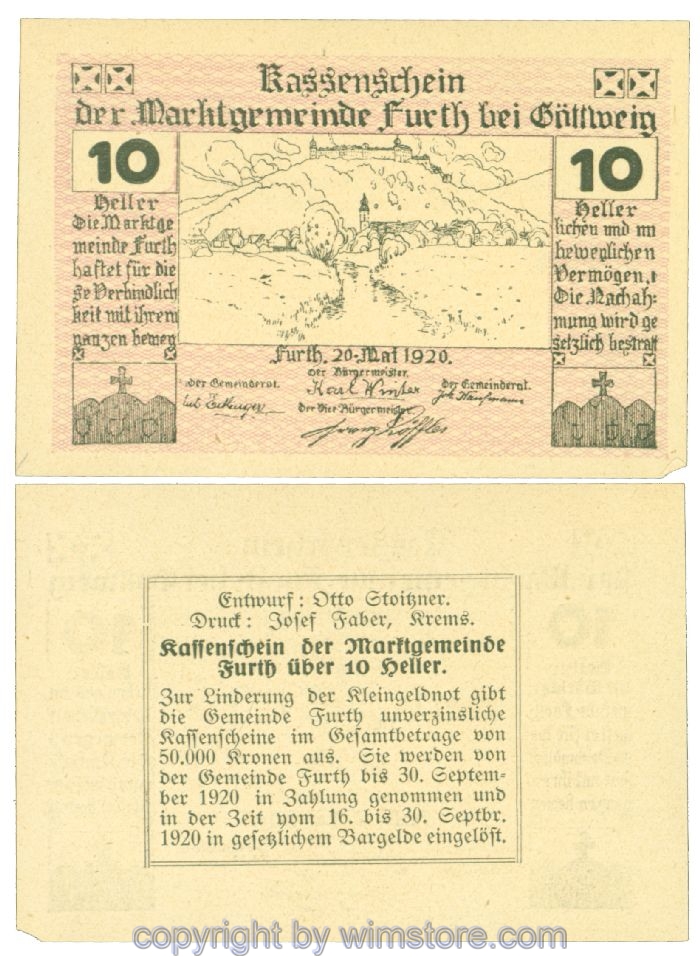 Kassenschein
der Marktgemeinde Furth bei Göttweig
10
Heller
Die Marktge
meinde Furth
haftet für die
se Verbindlich
keit mit ihrem
ganzen beweg
10
Heller
lichen und un
beweglichen
Vermögen,
Die Nachah-
mung wird ge
setzlich bestraft
Furth, 20. Mai 1920.
Der Bürgermeister.
Karl Winter
Der Gemeinderat.
Der Gemeinderat.
Der Vice Bürgermeister
Entwurf: Otto Stoitzner.
Druck: Josef Faber, Krems.
Kassenschein der Marktgemeinde
Furth über 10 Heller.
Zur Linderung der Kleingeldnot gibt
die Gemeinde Furth unverzinsliche
Kassenscheine im Gesamtbetrage von
50.000 Kronen aus. Sie werden von
der Gemeinde Furth bis 30. Septem-
ber 1920 in Zahlung genommen und
in der Zeit vom 16. bis 30. Septbr.
1920 in gesetzlichem Bargelde eingelöst.
copyright by wimstore.com